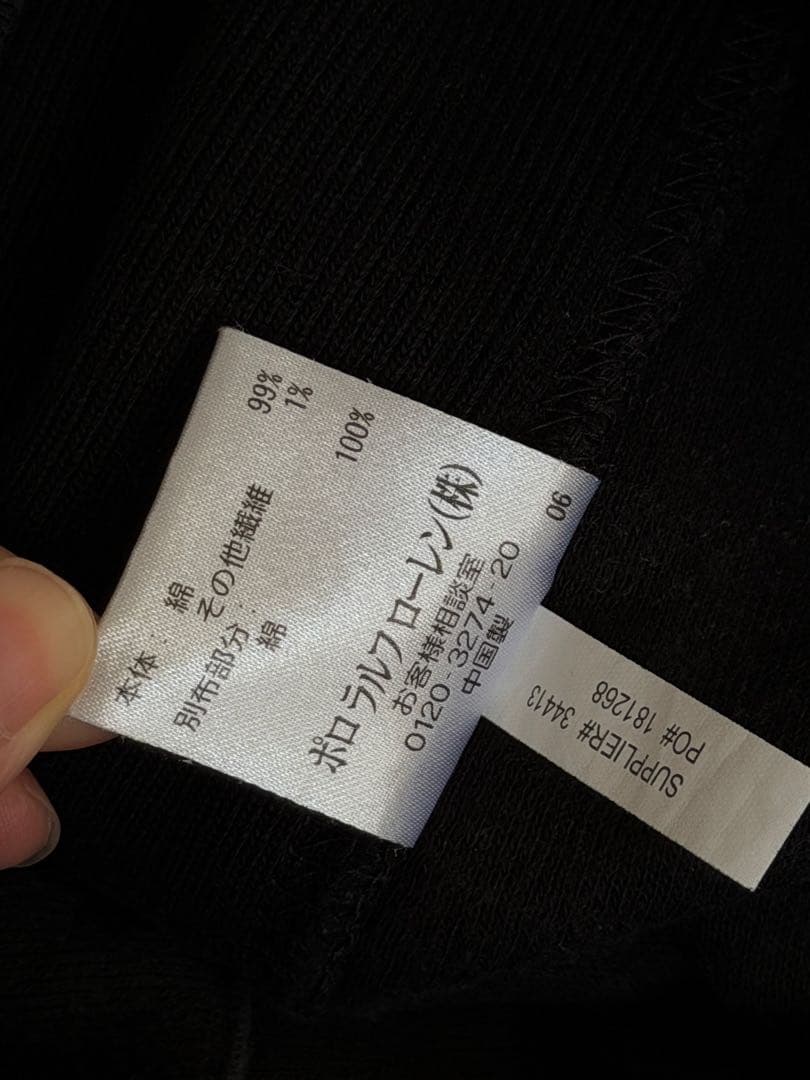 本体： 綿 99%
その他繊維 1%
別布部分：
綿 100%
ポロ ラルフ ローレン(株)
お客様相談室
0120-3274-20
中国製
06
SUPPLIER# 34413
PO# 181268